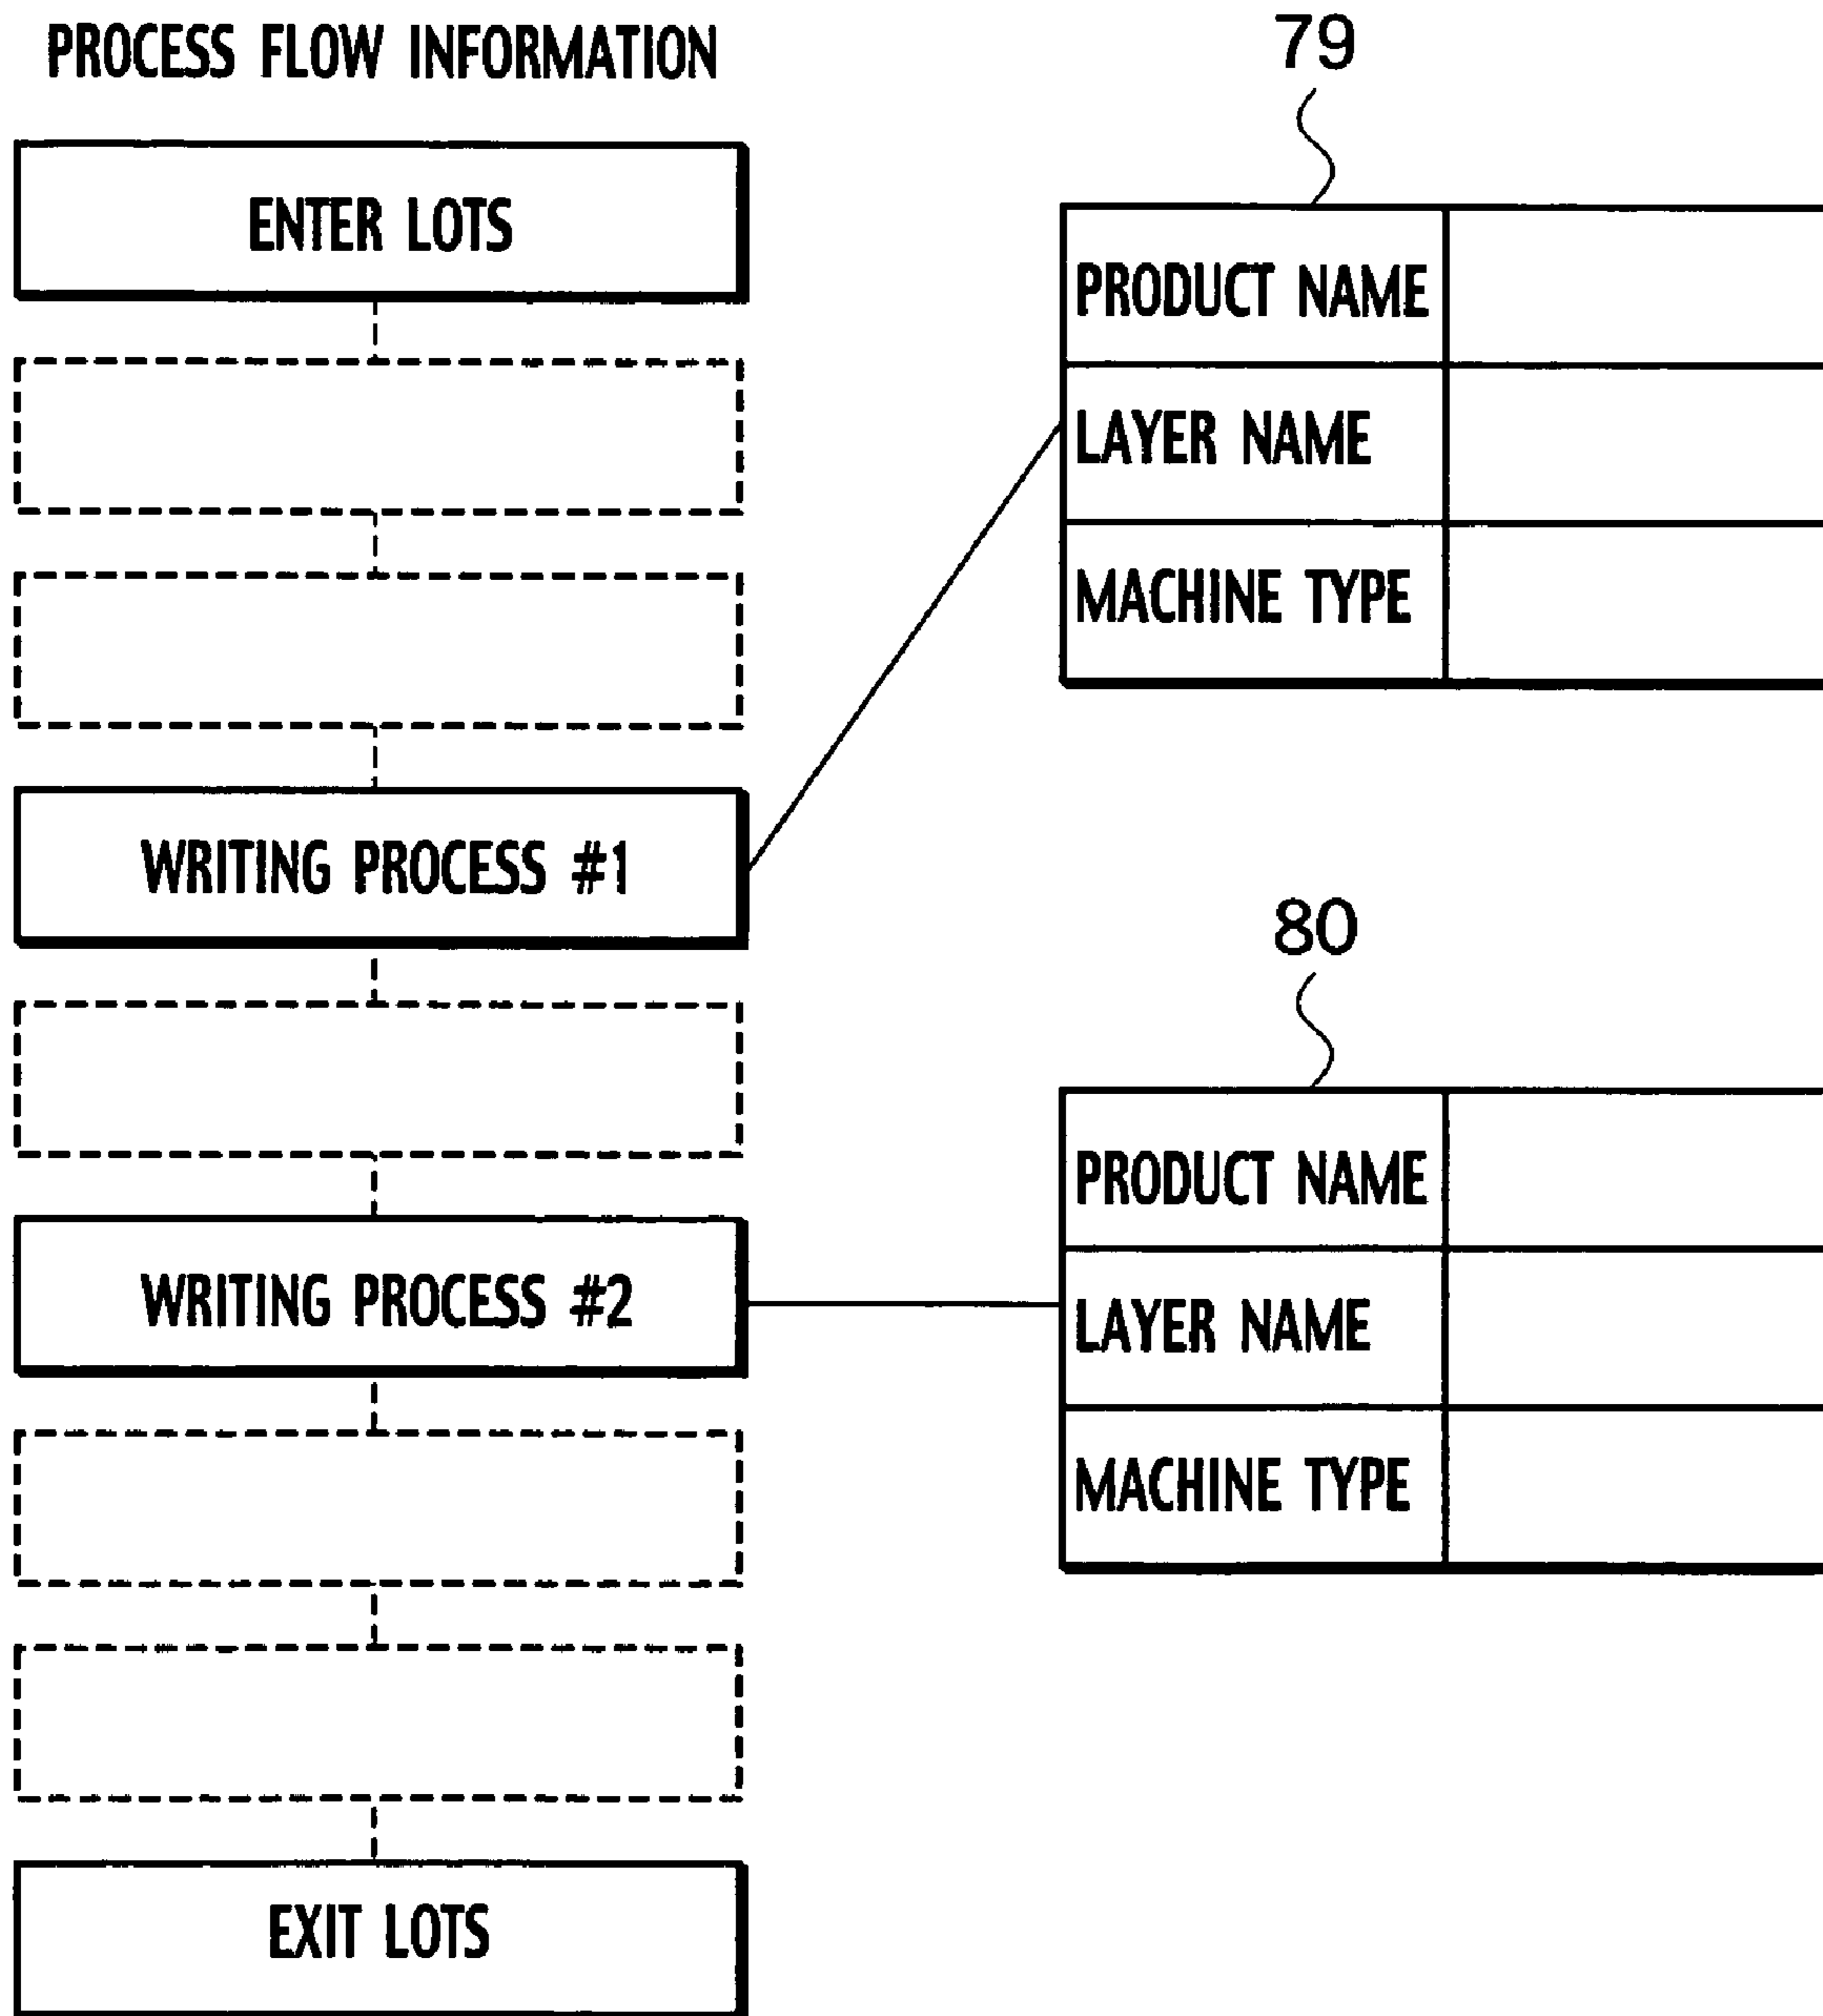 PROCESS FLOW INFORMATION
ENTER LOTS
WRITING PROCESS #1
WRITING PROCESS #2
EXIT LOTS
79
PRODUCT NAME
LAYER NAME
MACHINE TYPE
80
PRODUCT NAME
LAYER NAME
MACHINE TYPE